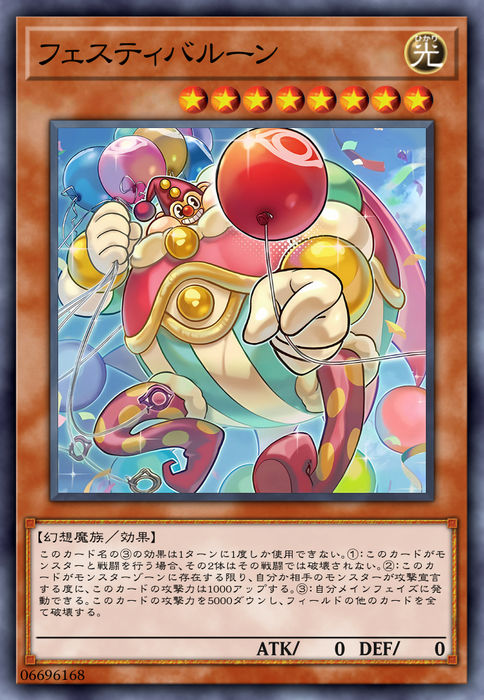 フェスティバルーン
ひかり
光
【幻想魔族／効果】
このカード名の③の効果は1ターンに1度しか使用できない。①：このカードがモ
ンスターと戦闘を行う場合、その2体はその戦闘では破壊されない。②：このカ
ードがモンスターゾーンに存在する限り、自分か相手のモンスターが攻撃宣言
する度に、このカードの攻撃力は1000アップする。③：自分メインフェイズに発
動できる。このカードの攻撃力を5000ダウンし、フィールドの他のカードを全
て破壊する。
ATK/ 0 DEF/ 0
06696168